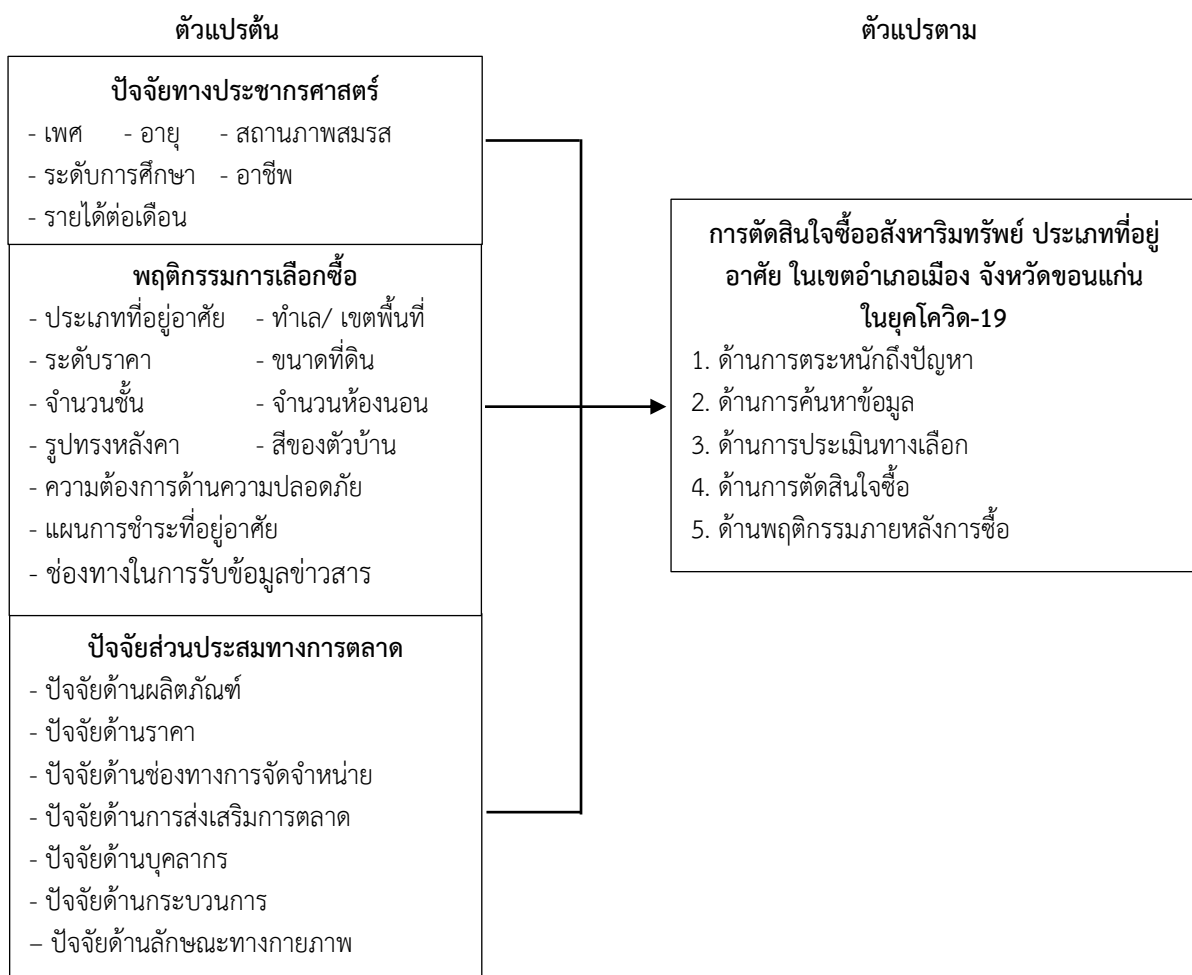 ตัวแปรต้น
ตัวแปรตาม
ปัจจัยทางประชากรศาสตร์
- เพศ - อายุ - สถานภาพสมรส
- ระดับการศึกษา - อาชีพ
- รายได้ต่อเดือน
พฤติกรรมการเลือกซื้อ
- ประเภทที่อยู่อาศัย - ทำเล/ เขตพื้นที่
- ระดับราคา - ขนาดที่ดิน
- จำนวนชั้น - จำนวนห้องนอน
- รูปทรงหลังคา - สีของตัวบ้าน
- ความต้องการด้านความปลอดภัย
- แผนการชำระที่อยู่อาศัย
- ช่องทางในการรับข้อมูลข่าวสาร
ปัจจัยส่วนประสมทางการตลาด
- ปัจจัยด้านผลิตภัณฑ์
- ปัจจัยด้านราคา
- ปัจจัยด้านช่องทางการจัดจำหน่าย
- ปัจจัยด้านการส่งเสริมการตลาด
- ปัจจัยด้านบุคลากร
- ปัจจัยด้านกระบวนการ
– ปัจจัยด้านลักษณะทางกายภาพ
การตัดสินใจซื้ออสังหาริมทรัพย์ ประเภทที่อยู่
อาศัย ในเขตอำเภอเมือง จังหวัดขอนแก่น
ในยุคโควิด-19
1. ด้านการตระหนักถึงปัญหา
2. ด้านการค้นหาข้อมูล
3. ด้านการประเมินทางเลือก
4. ด้านการตัดสินใจซื้อ
5. ด้านพฤติกรรมภายหลังการซื้อ